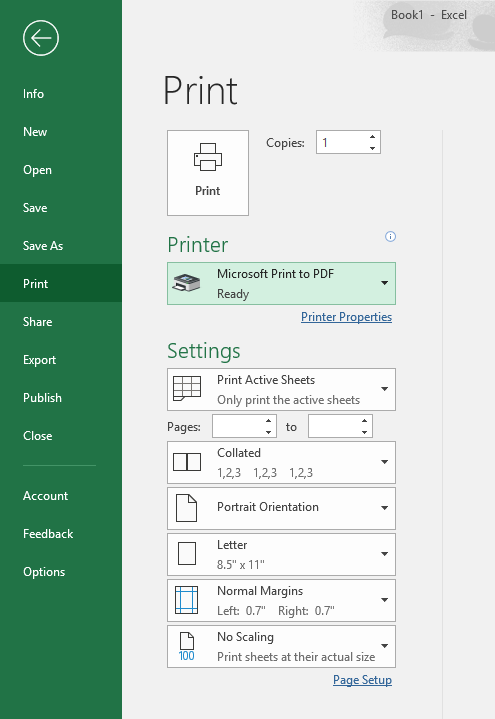 Book1 - Excel
Info
New
Open
Save
Save As
Print
Share
Export
Publish
Close
Account
Feedback
Options
Print
Print
Copies: 1
Printer
Microsoft Print to PDF
Ready
Printer Properties
Settings
Print Active Sheets
Only print the active sheets
Pages: to
Collated
1,2,3 1,2,3 1,2,3
Portrait Orientation
Letter
8.5" x 11"
Normal Margins
Left: 0.7" Right: 0.7"
No Scaling
100
Print sheets at their actual size
Page Setup